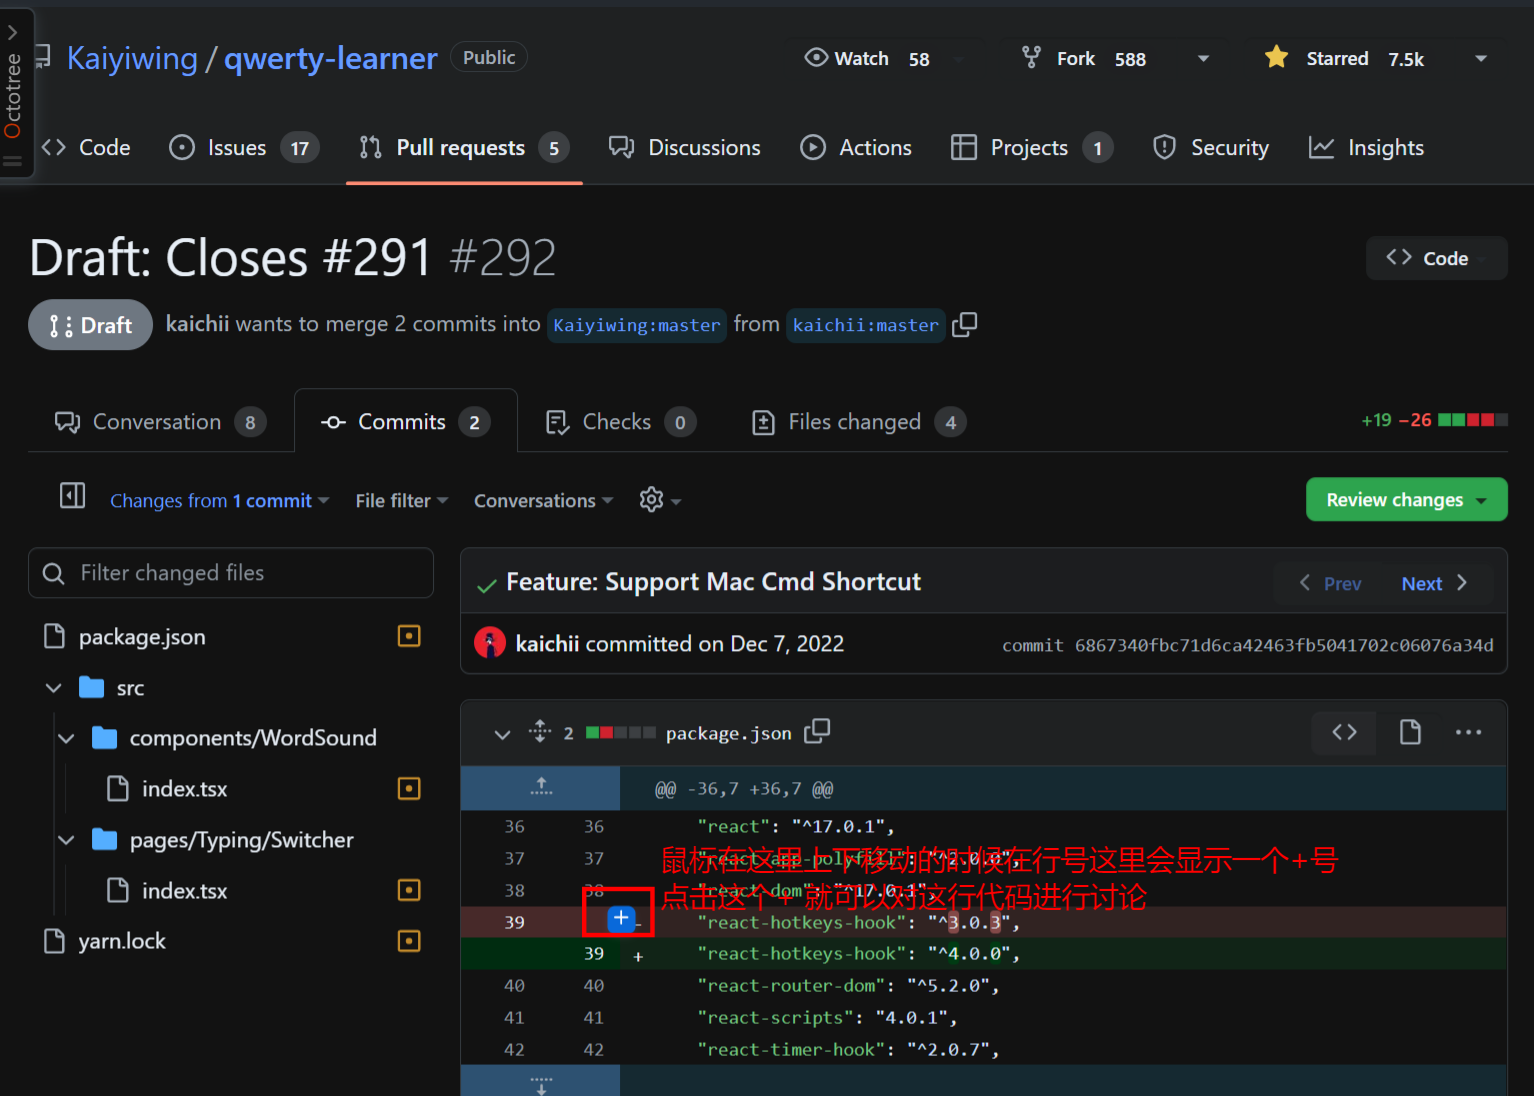 Octotree
Kaiyiwing / qwerty-learner Public
Watch 58 Fork 588 Starred 7.5k
Code Issues 17 Pull requests 5 Discussions Actions Projects 1 Security Insights
Draft: Closes #291 #292
Code
Draft kaichii wants to merge 2 commits into Kaiyiwing:master from kaichii:master
Conversation 8 Commits 2 Checks 0 Files changed 4 +19 −26
Changes from 1 commit File filter Conversations Review changes
Filter changed files
package.json
src
components/WordSound
index.tsx
pages/Typing/Switcher
index.tsx
yarn.lock
Feature: Support Mac Cmd Shortcut Prev Next
kaichii committed on Dec 7, 2022 commit 6867340fbc71d6ca42463fb5041702c06076a34d
2 package.json
@@ -36,7 +36,7 @@
36 36 "react": "^17.0.1",
37 37 "react-app-polyfill": "^2.0.0",
鼠标在这里上下移动的时候在行号这里会显示一个+号
38 38 "react-dom": "^17.0.1",
点击这个+ 就可以对这行代码进行讨论
39 - "react-hotkeys-hook": "^3.0.3",
39 + "react-hotkeys-hook": "^4.0.0",
40 40 "react-router-dom": "^5.2.0",
41 41 "react-scripts": "4.0.1",
42 42 "react-timer-hook": "^2.0.7",